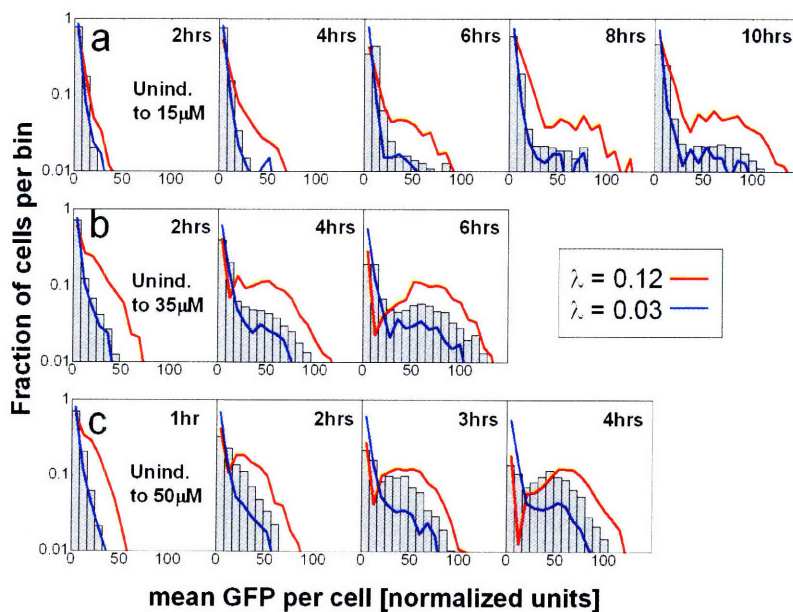 Fraction of cells per bin
a
2hrs
4hrs
6hrs
8hrs
10hrs
Unind.
to 15µM
1
0.1
0.01
0 50 100
0 50 100
0 50 100
0 50 100
0 50 100
b
2hrs
4hrs
6hrs
Unind.
to 35µM
1
0.1
0.01
0 50 100
0 50 100
0 50 100
λ = 0.12
λ = 0.03
c
1hr
2hrs
3hrs
4hrs
Unind.
to 50µM
1
0.1
0.01
0 50 100
0 50 100
0 50 100
0 50 100
mean GFP per cell [normalized units]